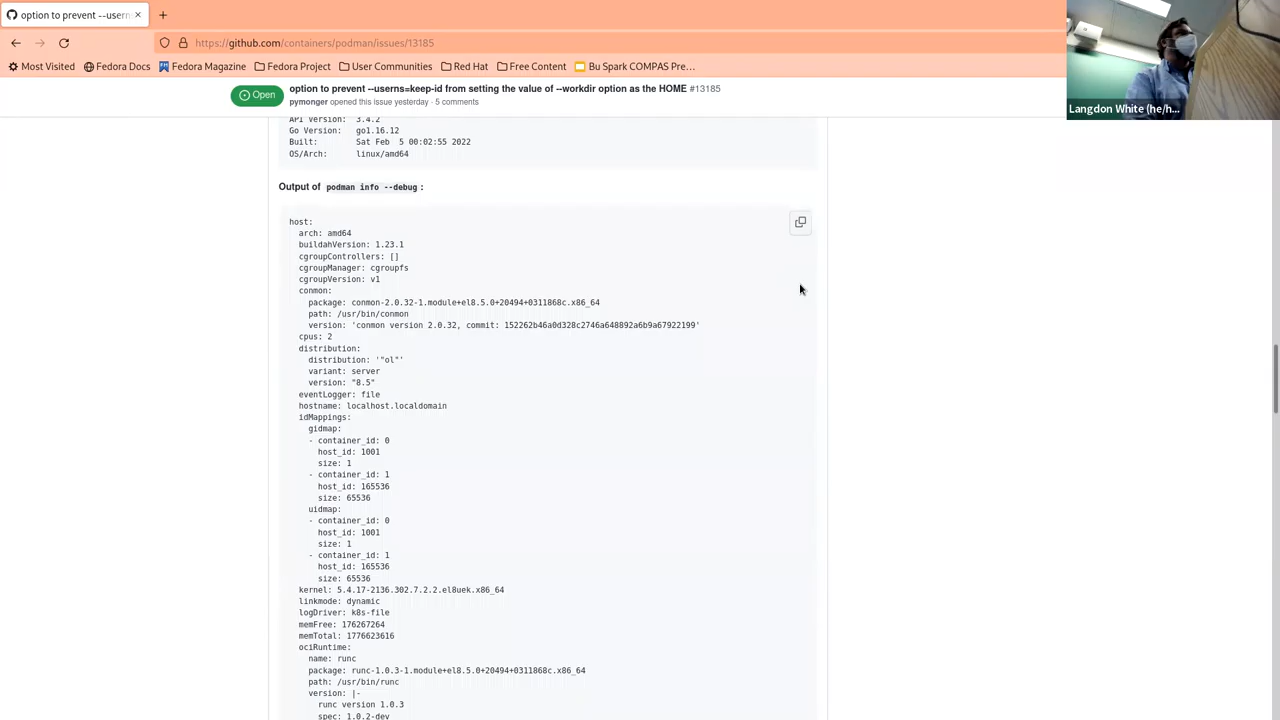 option to prevent --usern
https://github.com/containers/podman/issues/13185
Most Visited
Fedora Docs
Fedora Magazine
Fedora Project
User Communities
Red Hat
Free Content
Bu Spark COMPAS Pre…
Langdon White (he/h...
Open
option to prevent --userns=keep-id from setting the value of --workdir option as the HOME #13185
pymonger opened this issue yesterday · 5 comments
API Version: 3.4.2
Go Version: go1.16.12
Built: Sat Feb 5 00:02:55 2022
OS/Arch: linux/amd64
Output of podman info --debug :
host:
arch: amd64
buildahVersion: 1.23.1
cgroupControllers: []
cgroupManager: cgroupfs
cgroupVersion: v1
conmon:
package: conmon-2.0.32-1.module+el8.5.0+20494+0311868c.x86_64
path: /usr/bin/conmon
version: 'conmon version 2.0.32, commit: 152262b46a0d328c2746a648892a6b9a67922199'
cpus: 2
distribution:
distribution: '"ol"'
variant: server
version: "8.5"
eventLogger: file
hostname: localhost.localdomain
idMappings:
gidmap:
- container_id: 0
host_id: 1001
size: 1
- container_id: 1
host_id: 165536
size: 65536
uidmap:
- container_id: 0
host_id: 1001
size: 1
- container_id: 1
host_id: 165536
size: 65536
kernel: 5.4.17-2136.302.7.2.2.el8uek.x86_64
linkmode: dynamic
logDriver: k8s-file
memFree: 176267264
memTotal: 1776623616
ociRuntime:
name: runc
package: runc-1.0.3-1.module+el8.5.0+20494+0311868c.x86_64
path: /usr/bin/runc
version: |-
runc version 1.0.3
spec: 1.0.2-dev